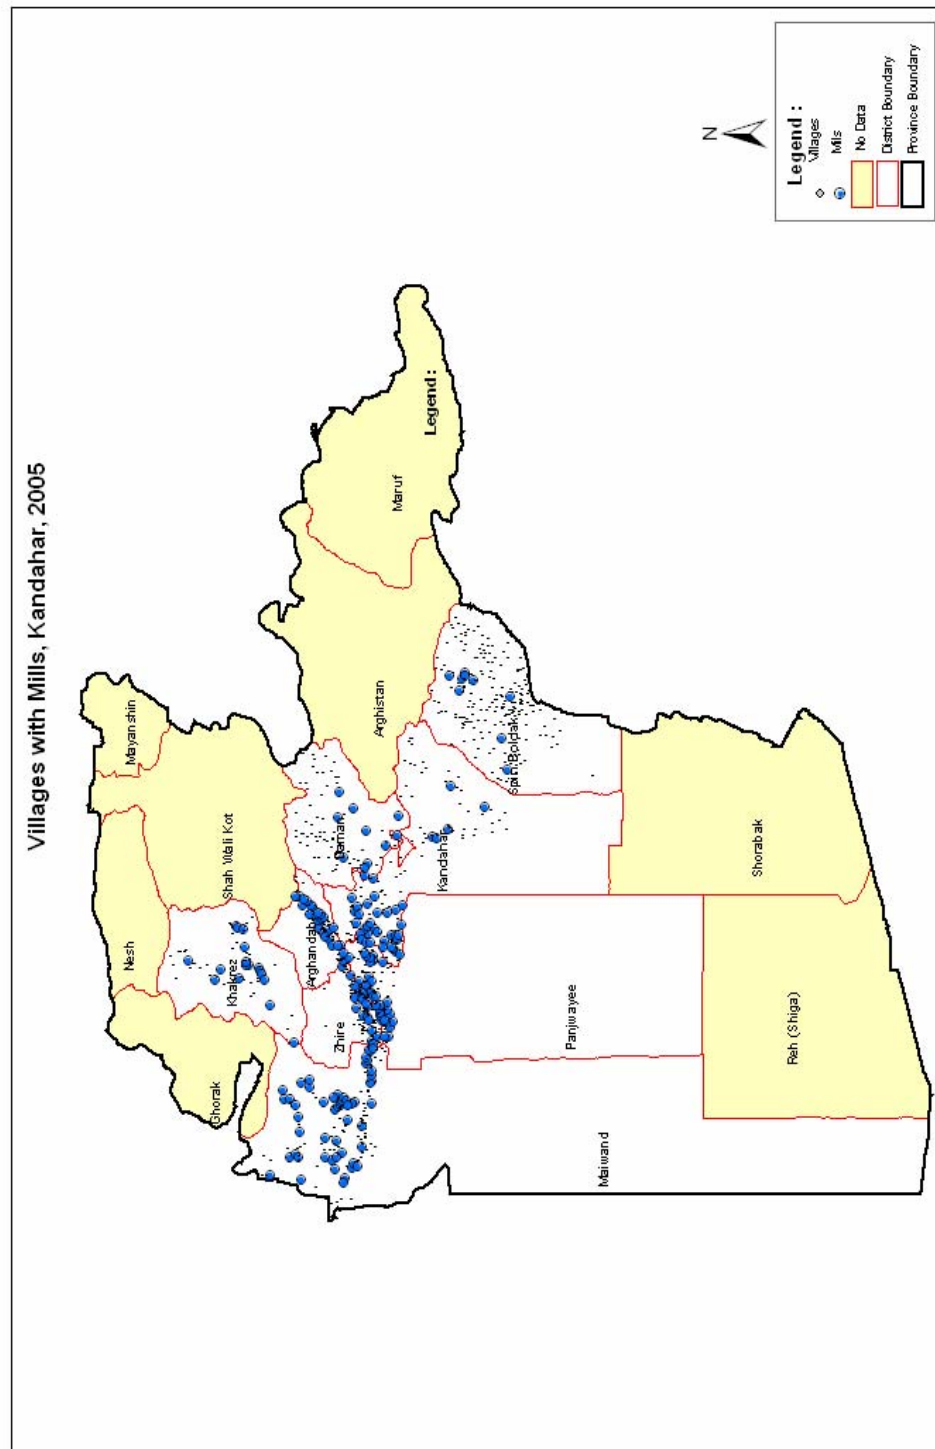 Villages with Mills, Kandahar, 2005
Mayanshin
Nesh
Shah Wali Kot
Ghorak
Khakrez
Arghandab
Daman
Zhire
Arghistan
Maruf
Legend :
Kandahar
Spin Boldak
Panjwayee
Maiwand
Shorabak
Reh (Shiga)
N
Legend :
Villages
Mils
No Data
District Boundary
Province Boundary